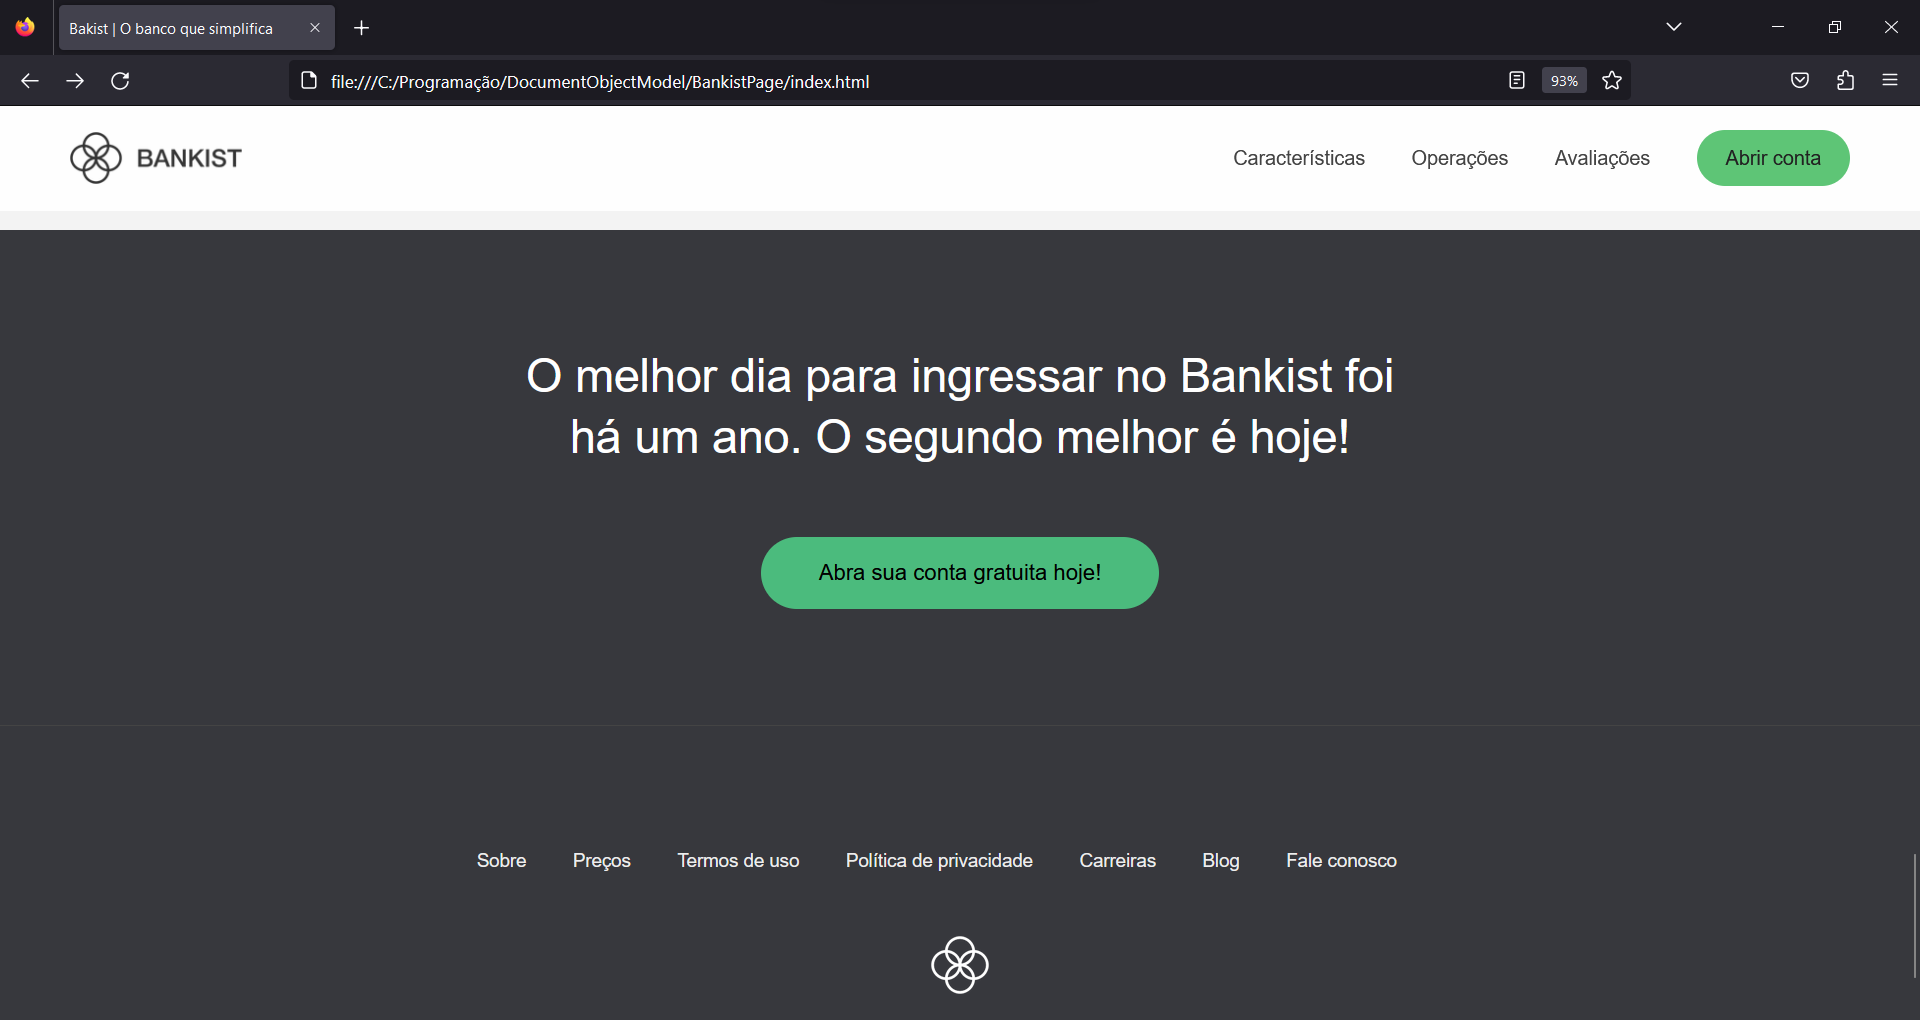 Bakist | O banco que simplifica
file:///C:/Programação/DocumentObjectModel/BankistPage/index.html
93%
BANKIST
Características
Operações
Avaliações
Abrir conta
O melhor dia para ingressar no Bankist foi
há um ano. O segundo melhor é hoje!
Abra sua conta gratuita hoje!
Sobre
Preços
Termos de uso
Política de privacidade
Carreiras
Blog
Fale conosco